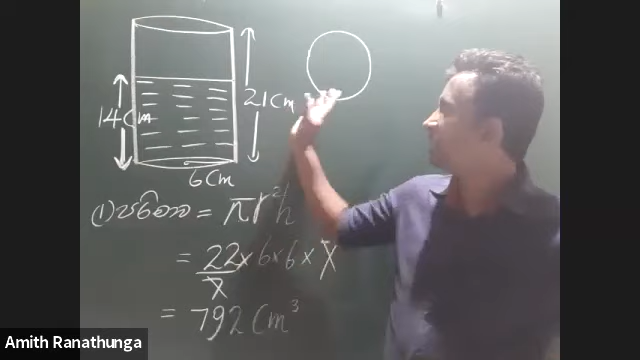 14cm
21cm
6cm
(1) පරිමාව = πr²h
= 22/7 × 6 × 6 × 7
= 792 cm³
Amith Ranathunga